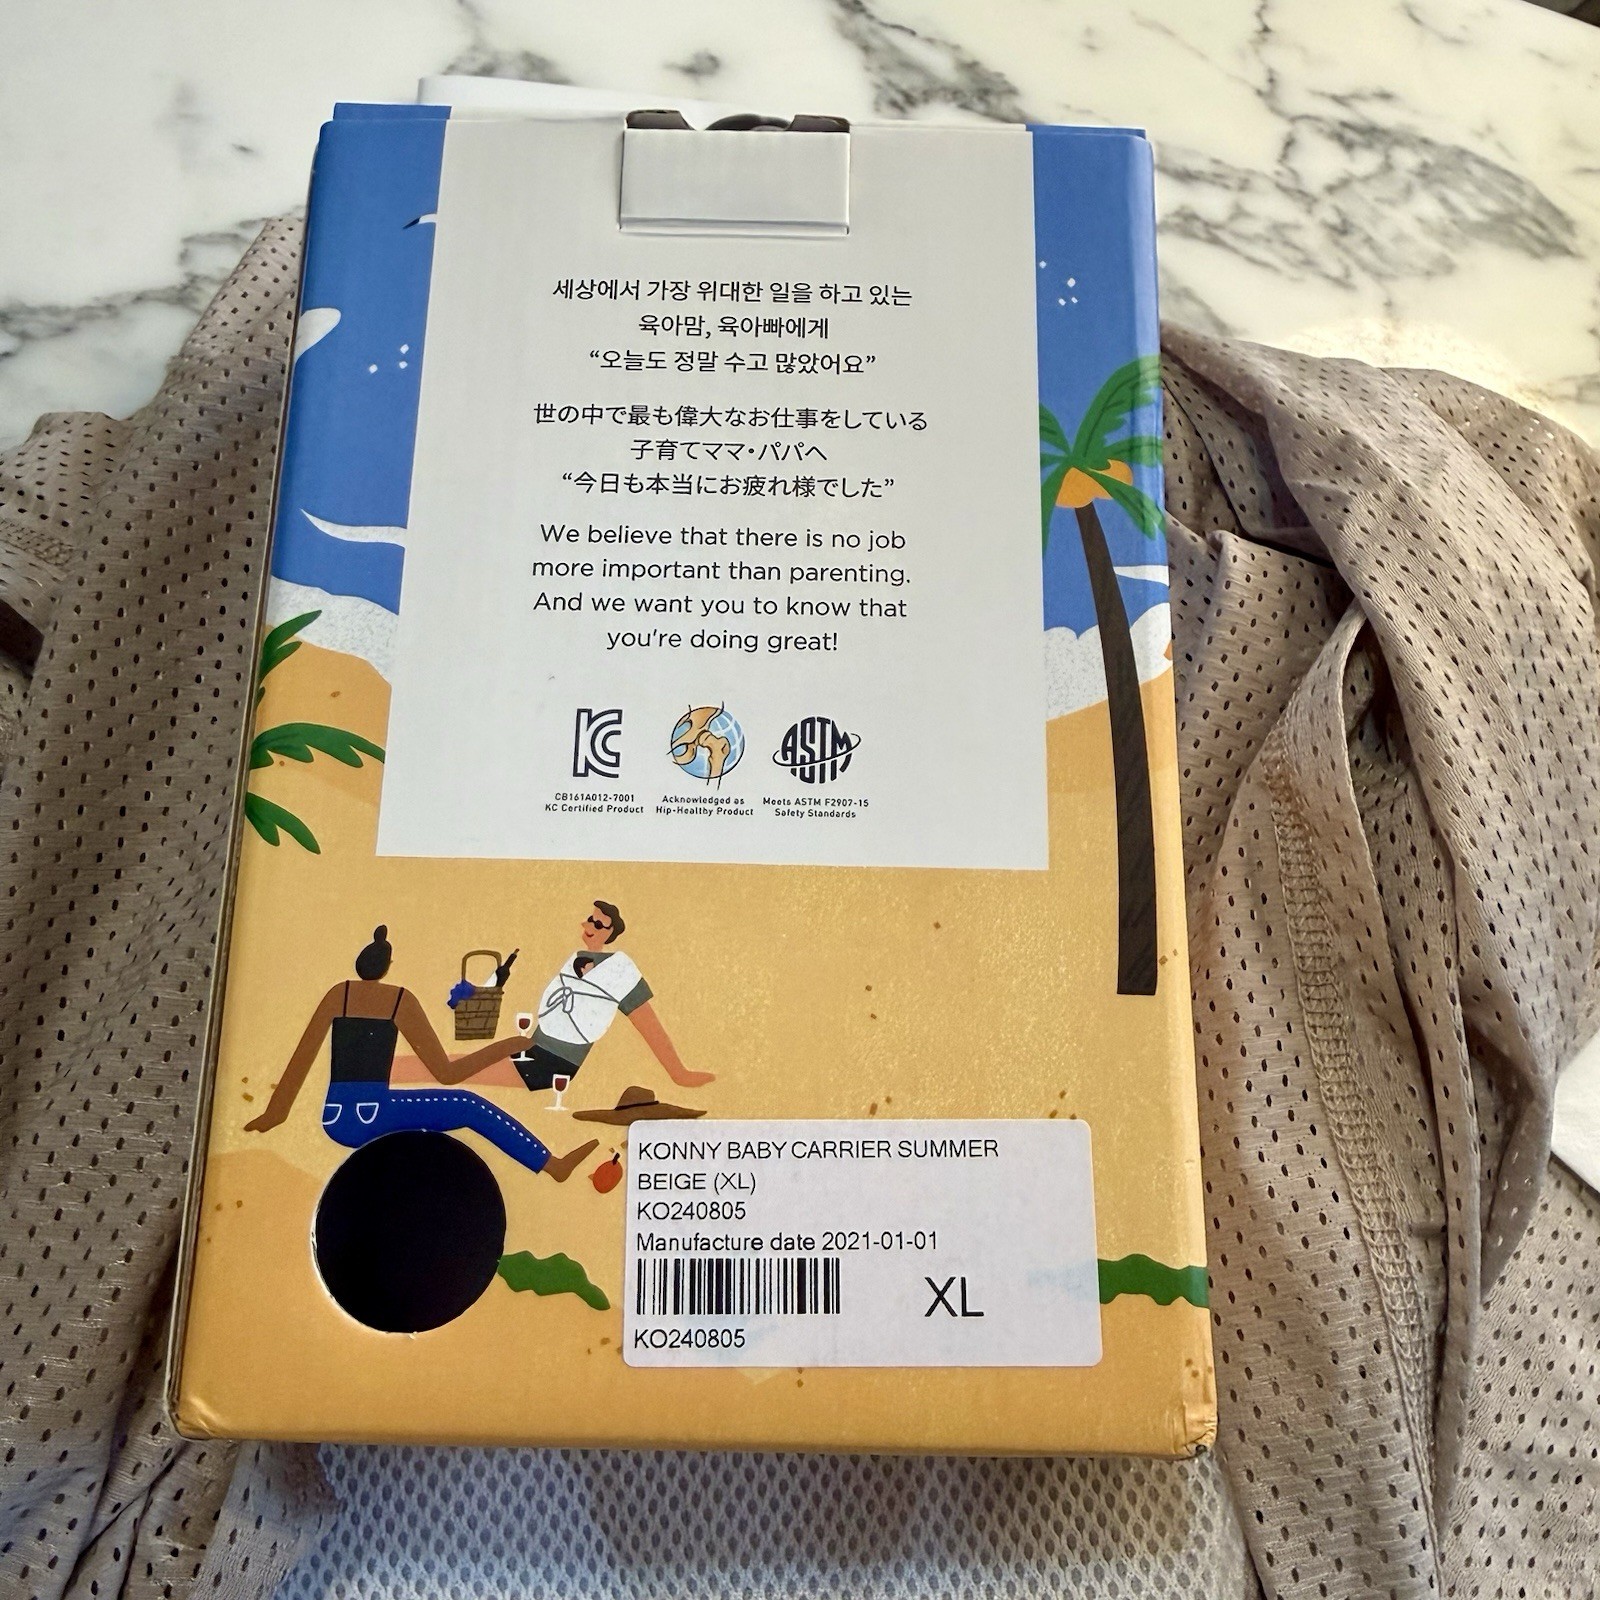 세상에서 가장 위대한 일을 하고 있는
육아맘, 육아빠에게
“오늘도 정말 수고 많았어요”
世の中で最も偉大なお仕事をしている
子育てママ・パパへ
“今日も本当にお疲れ様でした”
We believe that there is no job
more important than parenting.
And we want you to know that
you're doing great!
KC
ASTM
CB161A012-7001
KC Certified Product
Acknowledged as
Hip-Healthy Product
Meets ASTM F2907-15
Safety Standards
KONNY BABY CARRIER SUMMER
BEIGE (XL)
KO240805
Manufacture date 2021-01-01
XL
KO240805